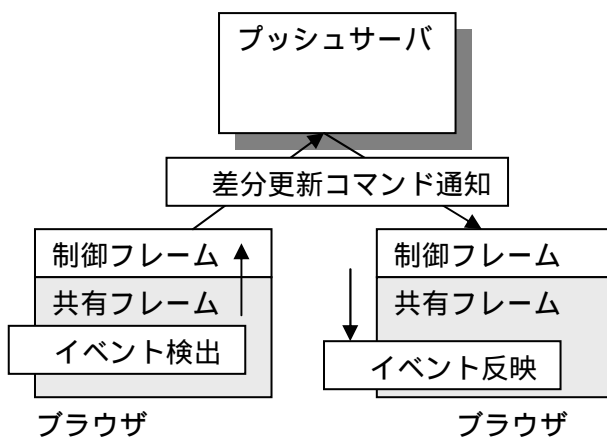 プッシュサーバ
差分更新コマンド通知
制御フレーム
共有フレーム
イベント検出
ブラウザ
制御フレーム
共有フレーム
イベント反映
ブラウザ